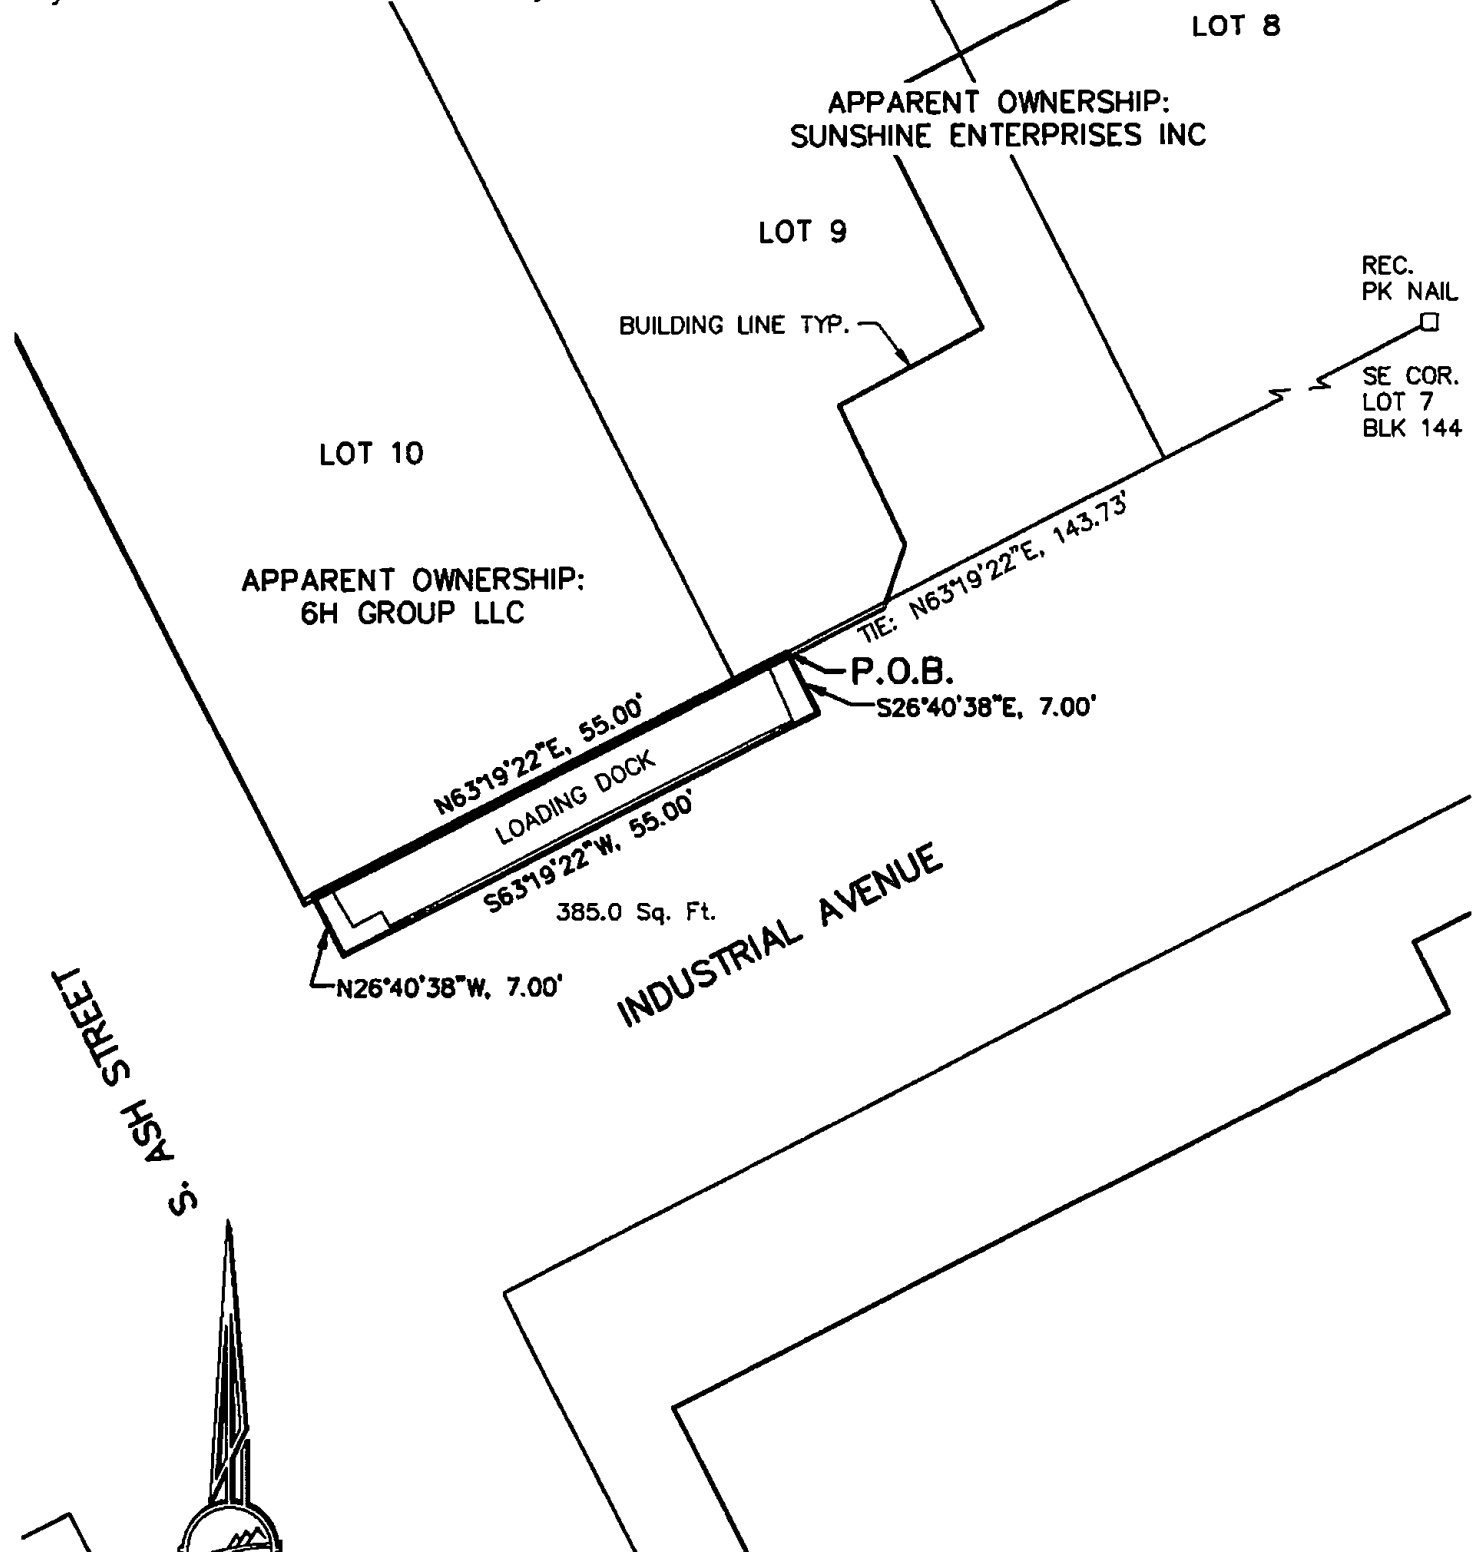 LOT 8
APPARENT OWNERSHIP:
SUNSHINE ENTERPRISES INC
LOT 9
REC.
PK NAIL
BUILDING LINE TYP.
SE COR.
LOT 7
BLK 144
LOT 10
TIE: N63°19'22"E, 143.73'
APPARENT OWNERSHIP:
6H GROUP LLC
P.O.B.
S26°40'38"E, 7.00'
N63°19'22"E, 55.00'
LOADING DOCK
S63°19'22"W, 55.00'
385.0 Sq. Ft.
INDUSTRIAL AVENUE
N26°40'38"W, 7.00'
S. ASH STREET